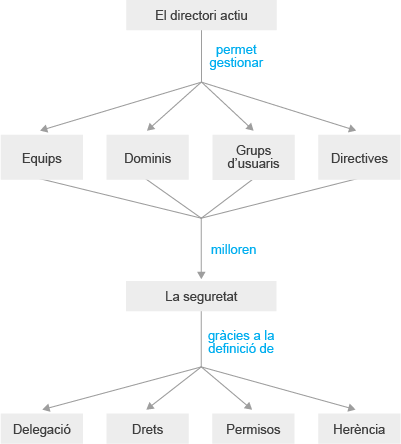 El directori actiu
permet
gestionar
Equips
Dominis
Grups
d'usuaris
Directives
milloren
La seguretat
gràcies a la
definició de
Delegació
Drets
Permisos
Herència